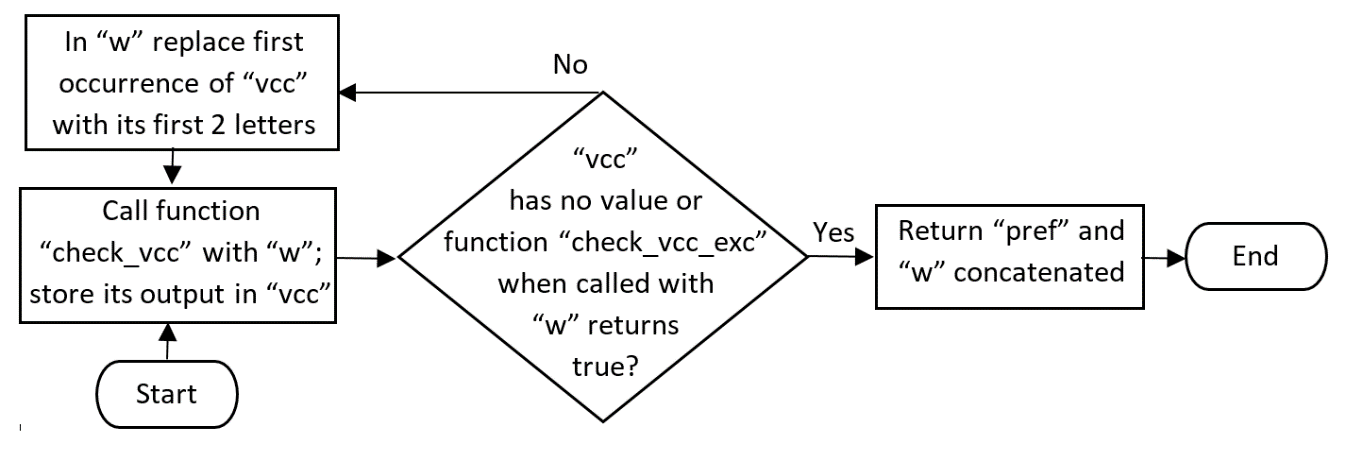 In “w” replace first
occurrence of “vcc”
with its first 2 letters
No
“vcc”
has no value or
function “check_vcc_exc”
when called with
“w” returns
true?
Call function
“check_vcc” with “w”;
store its output in “vcc”
Yes
Return “pref” and
“w” concatenated
End
Start